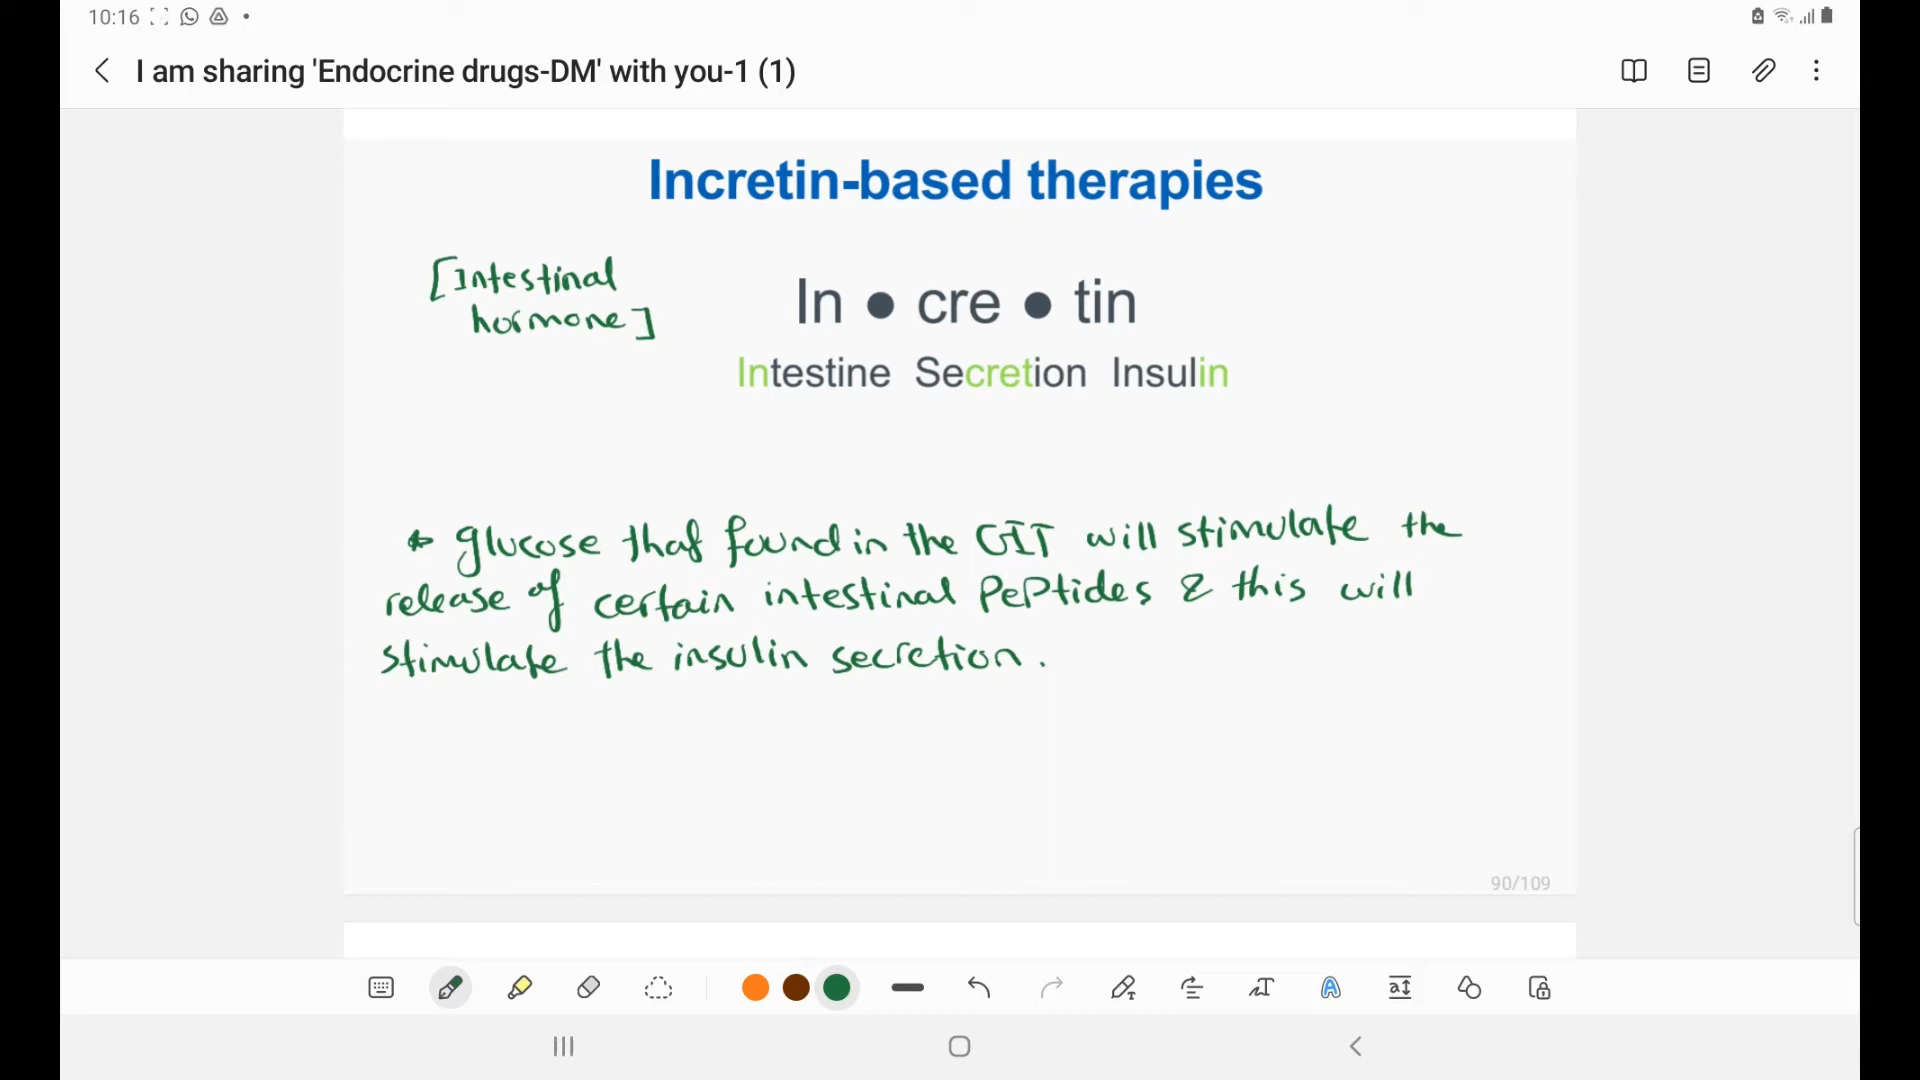 10:16
I am sharing 'Endocrine drugs-DM' with you-1 (1)
Incretin-based therapies
[Intestinal
hormone]
In ● cre ● tin
Intestine Secretion Insulin
* glucose that found in the GIT will stimulate the
release of certain intestinal Peptides & this will
stimulate the insulin secretion.
90/109